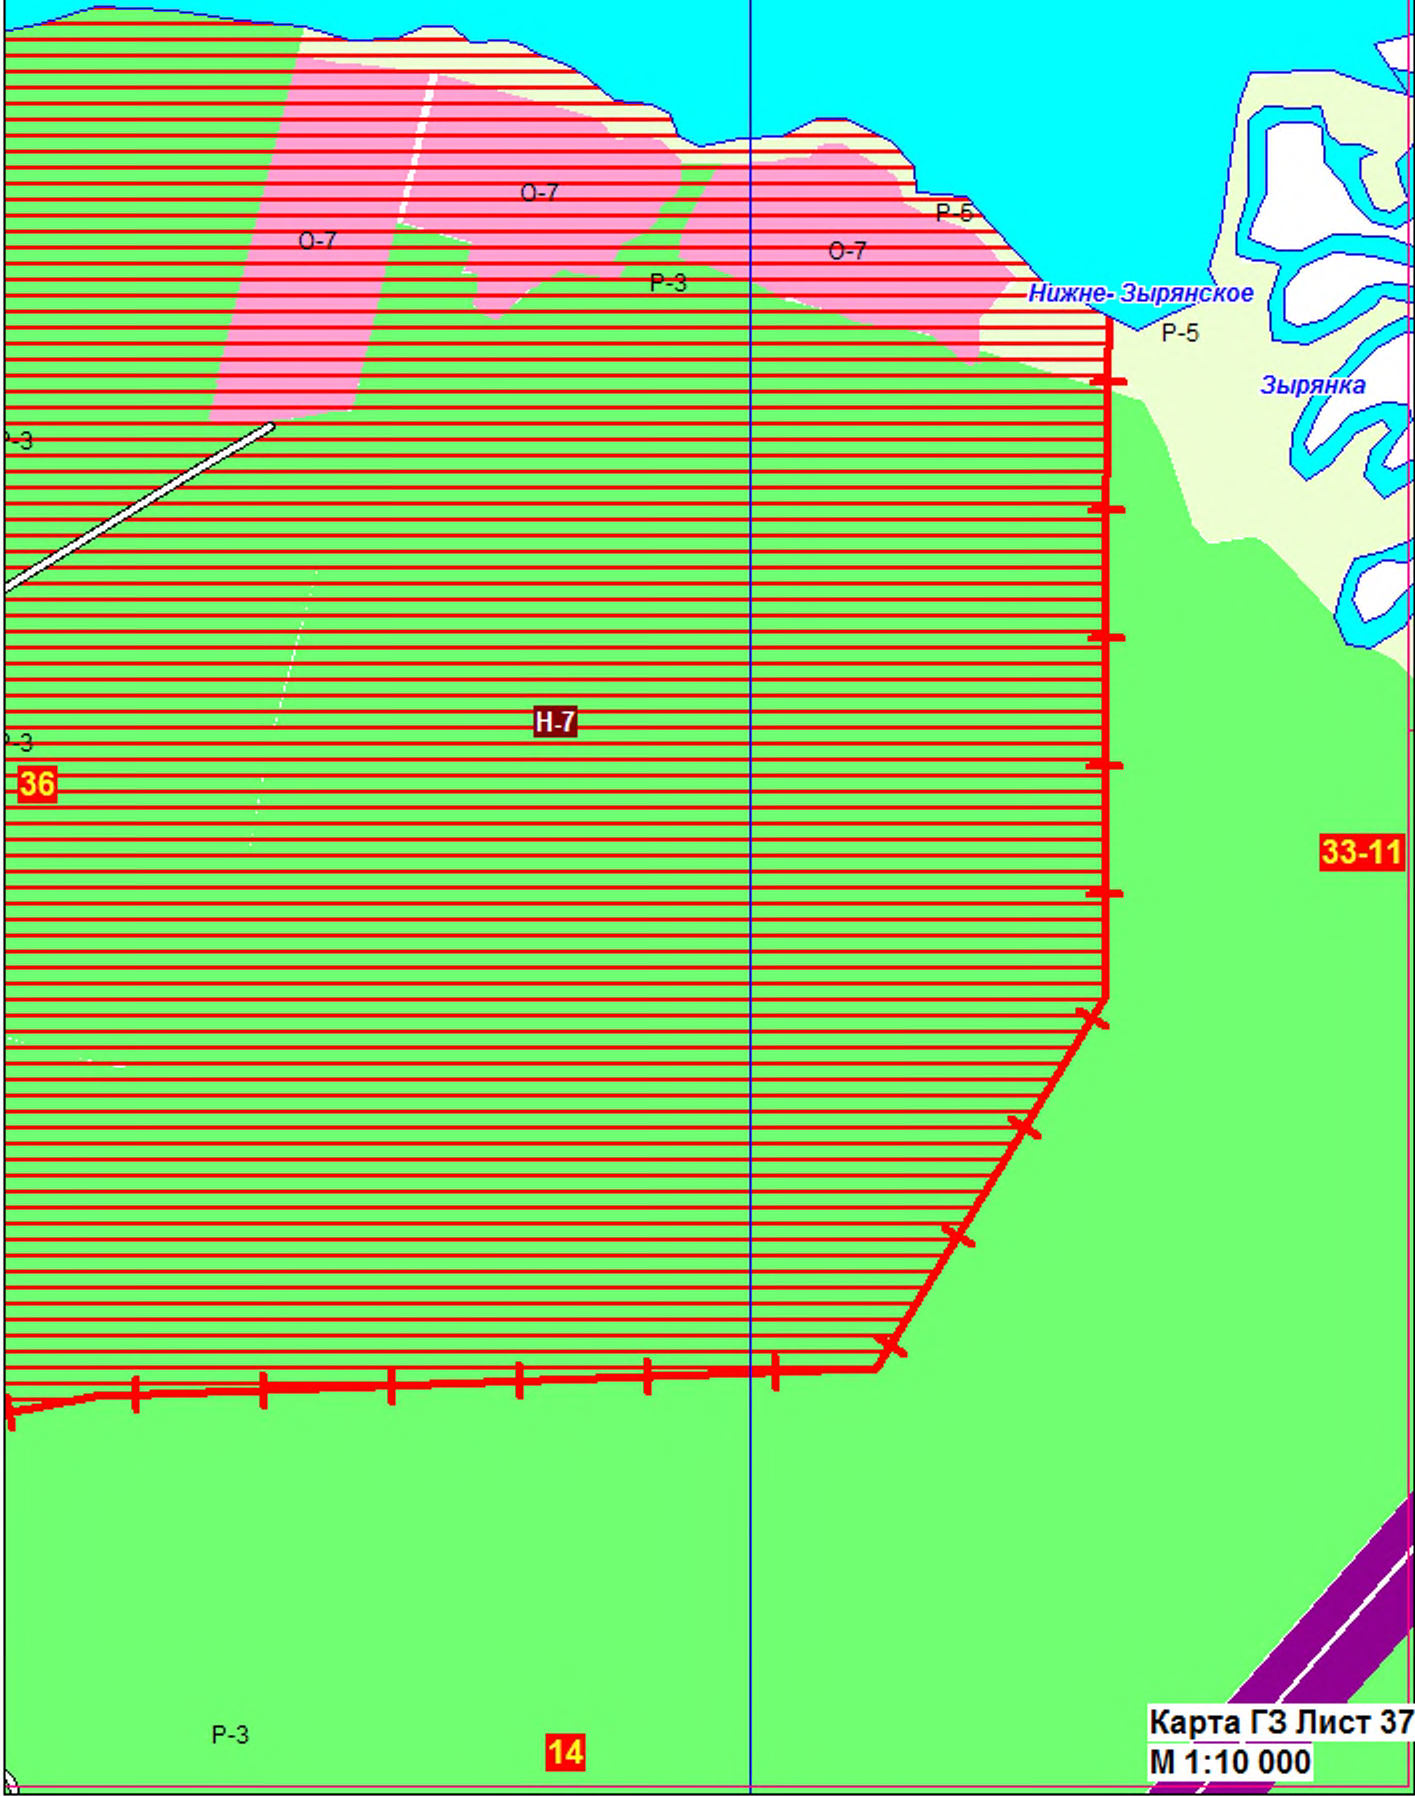 О-7
О-7
Р-5
О-7
Р-3
Нижне- Зырянское
Р-5
Зырянка
Р-3
Н-7
Р-3
36
33-11
Р-3
14
Карта ГЗ Лист 37
М 1:10 000